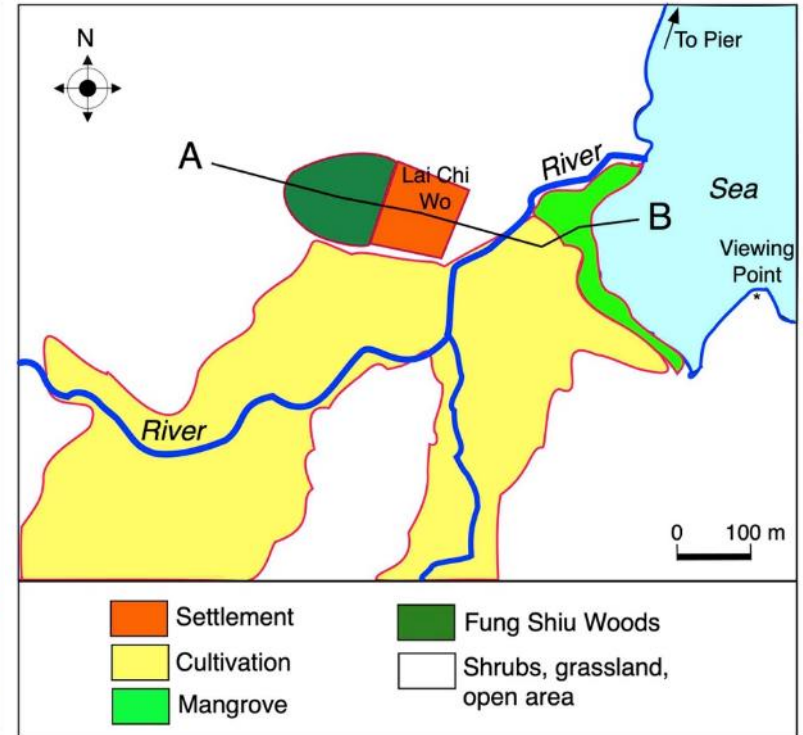 N
To Pier
A
Lai Chi
Wo
River
Sea
B
Viewing
Point
*
River
0 100 m
Settlement
Cultivation
Mangrove
Fung Shiu Woods
Shrubs, grassland,
open area